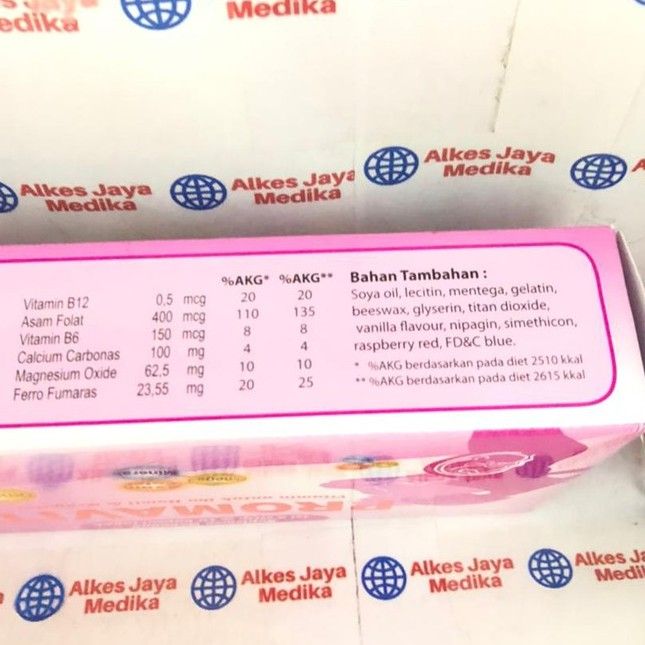 Alkes Jaya
Medika
Medika
Alkes Jaya
Medika
Alkes Jaya
Medika
Alkes Jaya
Medika
%AKG* %AKG**
Vitamin B12 0,5 mcg 20 20
Asam Folat 400 mcg 110 135
Vitamin B6 150 mcg 8 8
Calcium Carbonas 100 mg 4 4
Magnesium Oxide 62,5 mg 10 10
Ferro Fumaras 23,55 mg 20 25
Bahan Tambahan :
Soya oil, lecitin, mentega, gelatin,
beeswax, glyserin, titan dioxide,
vanilla flavour, nipagin, simethicon,
raspberry red, FD&C blue.
* %AKG berdasarkan pada diet 2510 kkal
** %AKG berdasarkan pada diet 2615 kkal
Alkes Jaya
Medika
Alkes Jaya
Medika
Alkes Jaya
Medika
Alkes